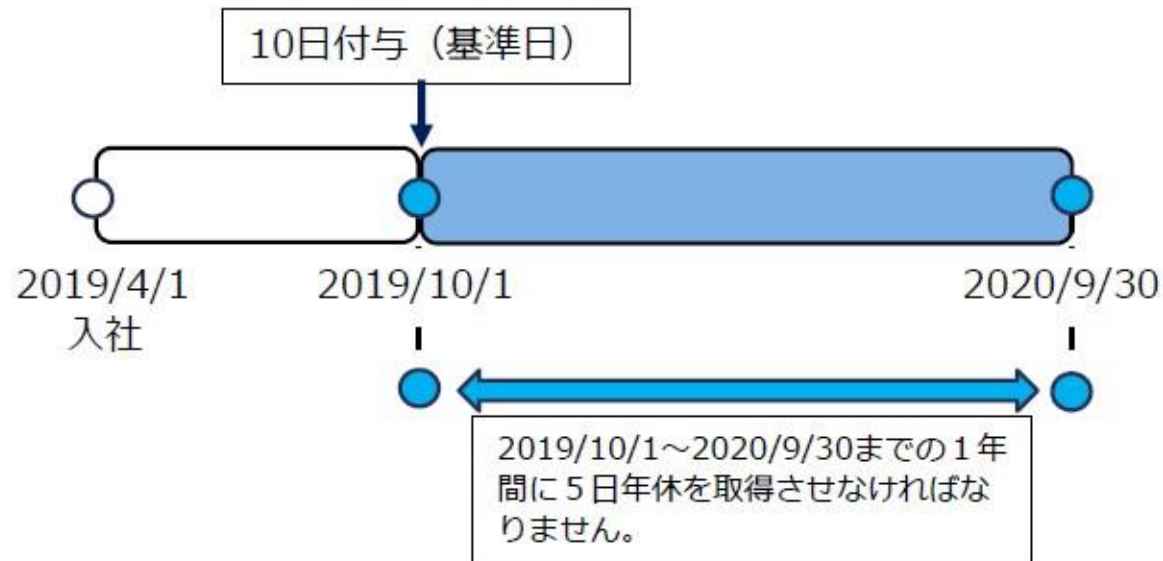 10日付与（基準日）
2019/4/1
入社
2019/10/1
2020/9/30
2019/10/1～2020/9/30までの１年
間に５日年休を取得させなければな
りません。